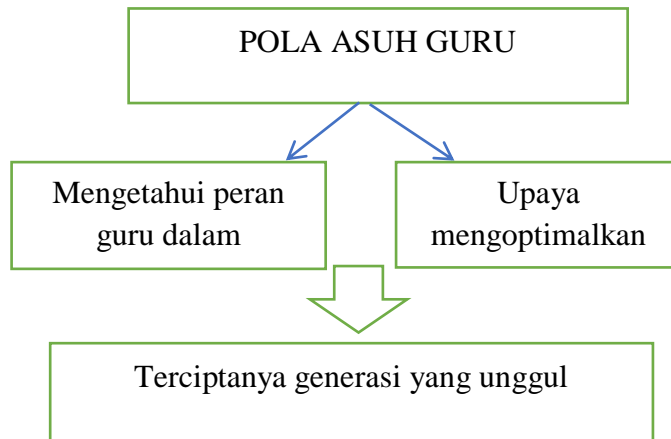 POLA ASUH GURU
Mengetahui peran
guru dalam
Upaya
mengoptimalkan
Terciptanya generasi yang unggul